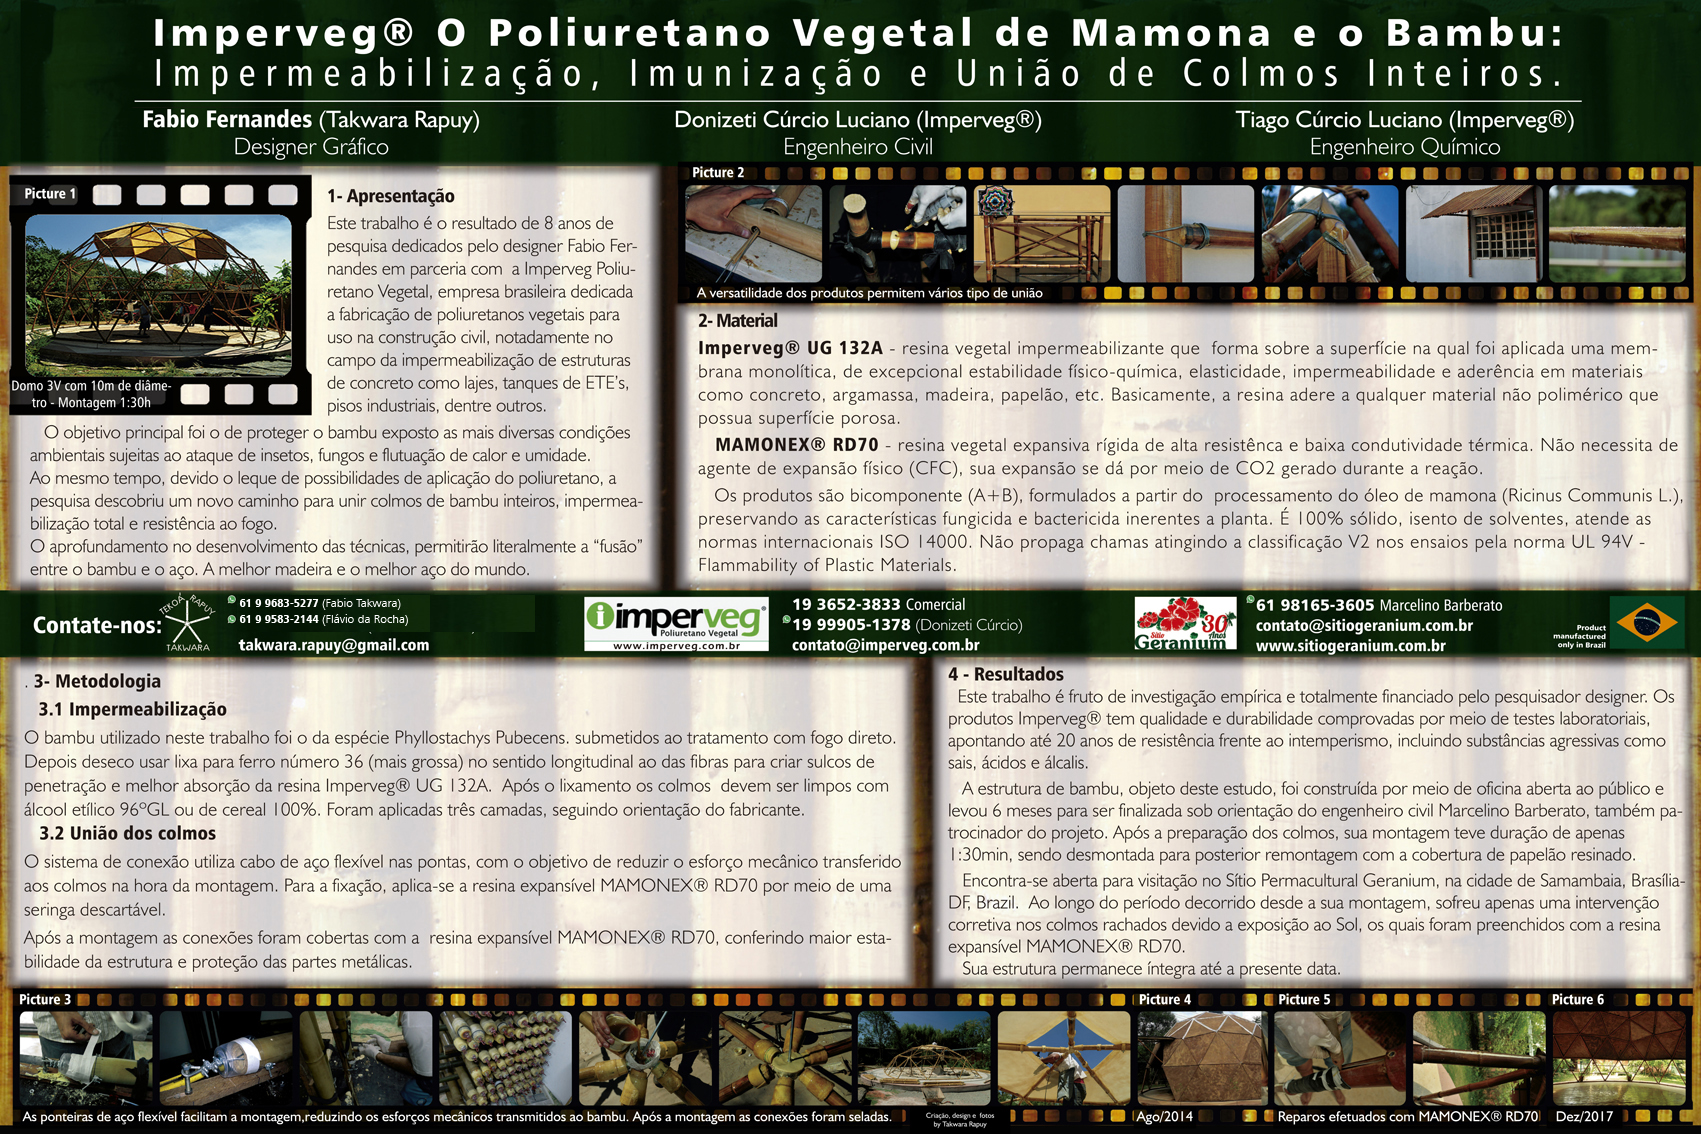 Imperveg® O Poliuretano Vegetal de Mamona e o Bambu:
Impermeabilização, Imunização e União de Colmos Inteiros.
Fabio Fernandes (Takwara Rapuy)
Designer Gráfico
Donizeti Cúrcio Luciano (Imperveg®)
Engenheiro Civil
Tiago Cúrcio Luciano (Imperveg®)
Engenheiro Químico
Picture 1
Domo 3V com 10m de diâme-
tro - Montagem 1:30h
1- Apresentação
Este trabalho é o resultado de 8 anos de
pesquisa dedicados pelo designer Fabio Fer-
nandes em parceria com a Imperveg Poliu-
retano Vegetal, empresa brasileira dedicada
a fabricação de poliuretanos vegetais para
uso na construção civil, notadamente no
campo da impermeabilização de estruturas
de concreto como lajes, tanques de ETE's,
pisos industriais, dentre outros.
O objetivo principal foi o de proteger o bambu exposto as mais diversas condições
ambientais sujeitas ao ataque de insetos, fungos e flutuação de calor e umidade.
Ao mesmo tempo, devido o leque de possibilidades de aplicação do poliuretano, a
pesquisa descobriu um novo caminho para unir colmos de bambu inteiros, impermea-
bilização total e resistência ao fogo.
O aprofundamento no desenvolvimento das técnicas, permitirão literalmente a “fusão”
entre o bambu e o aço. A melhor madeira e o melhor aço do mundo.
Picture 2
A versatilidade dos produtos permitem vários tipo de união
2- Material
Imperveg® UG 132A - resina vegetal impermeabilizante que forma sobre a superfície na qual foi aplicada uma mem-
brana monolítica, de excepcional estabilidade físico-química, elasticidade, impermeabilidade e aderência em materiais
como concreto, argamassa, madeira, papelão, etc. Basicamente, a resina adere a qualquer material não polimérico que
possua superfície porosa.
MAMONEX® RD70 - resina vegetal expansiva rígida de alta resistênca e baixa condutividade térmica. Não necessita de
agente de expansão físico (CFC), sua expansão se dá por meio de CO2 gerado durante a reação.
Os produtos são bicomponente (A+B), formulados a partir do processamento do óleo de mamona (Ricinus Communis L.),
preservando as características fungicida e bactericida inerentes a planta. É 100% sólido, isento de solventes, atende as
normas internacionais ISO 14000. Não propaga chamas atingindo a classificação V2 nos ensaios pela norma UL 94V -
Flammability of Plastic Materials.
Contate-nos:
TEKOÁ RAPUY
TAKWARA
61 9 9683-5277 (Fabio Takwara)
61 9 9583-2144 (Flávio da Rocha)
takwara.rapuy@gmail.com
imperveg®
Poliuretano Vegetal
www.imperveg.com.br
19 3652-3833 Comercial
19 99905-1378 (Donizeti Cúrcio)
contato@imperveg.com.br
Sítio
Geranium
30
Anos
61 98165-3605 Marcelino Barberato
contato@sitiogeranium.com.br
www.sitiogeranium.com.br
Product
manufactured
only in Brazil
. 3- Metodologia
3.1 Impermeabilização
O bambu utilizado neste trabalho foi o da espécie Phyllostachys Pubecens. submetidos ao tratamento com fogo direto.
Depois deseco usar lixa para ferro número 36 (mais grossa) no sentido longitudinal ao das fibras para criar sulcos de
penetração e melhor absorção da resina Imperveg® UG 132A. Após o lixamento os colmos devem ser limpos com
álcool etílico 96ºGL ou de cereal 100%. Foram aplicadas três camadas, seguindo orientação do fabricante.
3.2 União dos colmos
O sistema de conexão utiliza cabo de aço flexível nas pontas, com o objetivo de reduzir o esforço mecânico transferido
aos colmos na hora da montagem. Para a fixação, aplica-se a resina expansível MAMONEX® RD70 por meio de uma
seringa descartável.
Após a montagem as conexões foram cobertas com a resina expansível MAMONEX® RD70, conferindo maior esta-
bilidade da estrutura e proteção das partes metálicas.
4 - Resultados
Este trabalho é fruto de investigação empírica e totalmente financiado pelo pesquisador designer. Os
produtos Imperveg® tem qualidade e durabilidade comprovadas por meio de testes laboratoriais,
apontando até 20 anos de resistência frente ao intemperismo, incluindo substâncias agressivas como
sais, ácidos e álcalis.
A estrutura de bambu, objeto deste estudo, foi construída por meio de oficina aberta ao público e
levou 6 meses para ser finalizada sob orientação do engenheiro civil Marcelino Barberato, também pa-
trocinador do projeto. Após a preparação dos colmos, sua montagem teve duração de apenas
1:30min, sendo desmontada para posterior remontagem com a cobertura de papelão resinado.
Encontra-se aberta para visitação no Sítio Permacultural Geranium, na cidade de Samambaia, Brasília-
DF, Brazil. Ao longo do período decorrido desde a sua montagem, sofreu apenas uma intervenção
corretiva nos colmos rachados devido a exposição ao Sol, os quais foram preenchidos com a resina
expansível MAMONEX® RD70.
Sua estrutura permanece íntegra até a presente data.
Picture 3
Picture 4
Picture 5
Picture 6
As ponteiras de aço flexível facilitam a montagem,reduzindo os esforços mecânicos transmitidos ao bambu. Após a montagem as conexões foram seladas.
Criação, design e fotos
by Takwara Rapuy
Ago/2014
Reparos efetuados com MAMONEX® RD70
Dez/2017